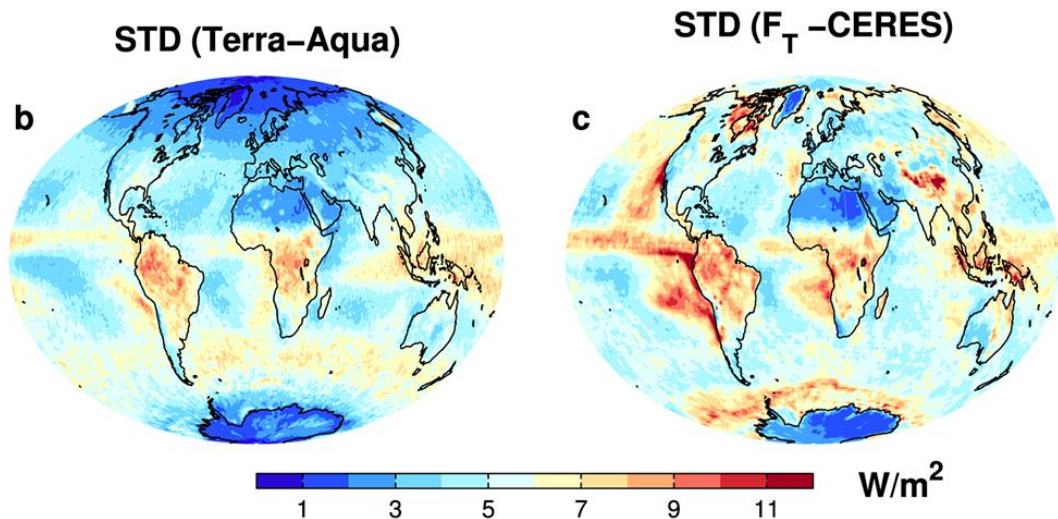 STD (Terra–Aqua)
STD (F_T –CERES)
b
c
1 3 5 7 9 11
W/m²